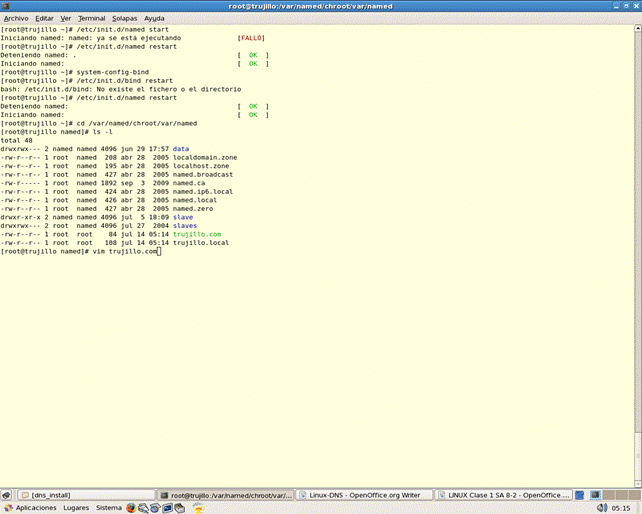 root@trujillo:/var/named/chroot/var/named
Archivo Editar Ver Terminal Solapas Ayuda
[root@trujillo ~]# /etc/init.d/named start
Iniciando named: named: ya se está ejecutando [FALLÓ]
[root@trujillo ~]# /etc/init.d/named restart
Deteniendo named: . [ OK ]
Iniciando named: [ OK ]
[root@trujillo ~]# system-config-bind
[root@trujillo ~]# /etc/init.d/bind restart
bash: /etc/init.d/bind: No existe el fichero o el directorio
[root@trujillo ~]# /etc/init.d/named restart
Deteniendo named: [ OK ]
Iniciando named: [ OK ]
[root@trujillo ~]# cd /var/named/chroot/var/named
[root@trujillo named]# ls -l
total 48
drwxrwx--- 2 named named 4096 jun 29 17:57 data
-rw-r--r-- 1 root named 208 abr 28 2005 localdomain.zone
-rw-r--r-- 1 root named 195 abr 28 2005 localhost.zone
-rw-r--r-- 1 root named 427 abr 28 2005 named.broadcast
-rw-r----- 1 root named 1892 sep 3 2009 named.ca
-rw-r--r-- 1 root named 424 abr 28 2005 named.ip6.local
-rw-r--r-- 1 root named 426 abr 28 2005 named.local
-rw-r--r-- 1 root named 427 abr 28 2005 named.zero
drwxr-xr-x 2 named named 4096 jul 5 18:09 slave
drwxrwx--- 2 named named 4096 jul 27 2004 slaves
-rw-r--r-- 1 root root 84 jul 14 05:14 trujillo.com
-rw-r--r-- 1 root root 108 jul 14 05:14 trujillo.local
[root@trujillo named]# vim trujillo.com
[dns_install] root@trujillo:/var/named/chroot/var/... Linux-DNS - OpenOffice.org Writer LINUX Clase 1 SA 8-2 - OpenOffice....
Aplicaciones Lugares Sistema 05:15